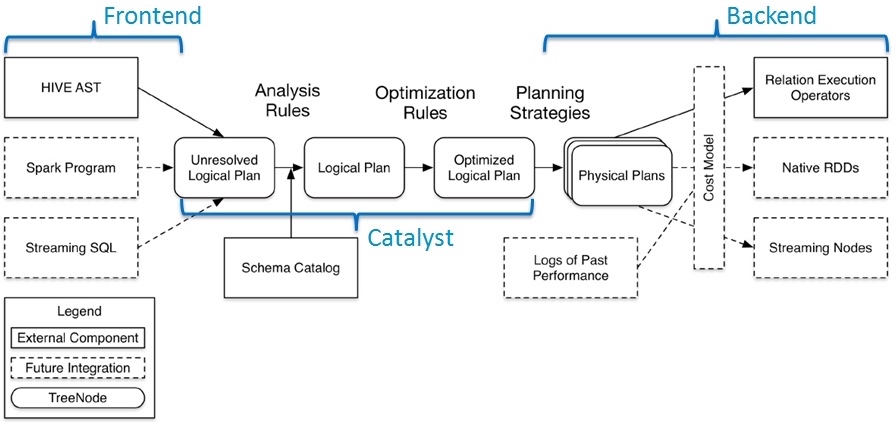 Frontend
Backend
HIVE AST
Analysis
Rules
Optimization
Rules
Planning
Strategies
Relation Execution
Operators
Spark Program
Unresolved
Logical Plan
Logical Plan
Optimized
Logical Plan
Physical Plans
Cost Model
Native RDDs
Streaming SQL
Catalyst
Schema Catalog
Logs of Past
Performance
Streaming Nodes
Legend
External Component
Future Integration
TreeNode